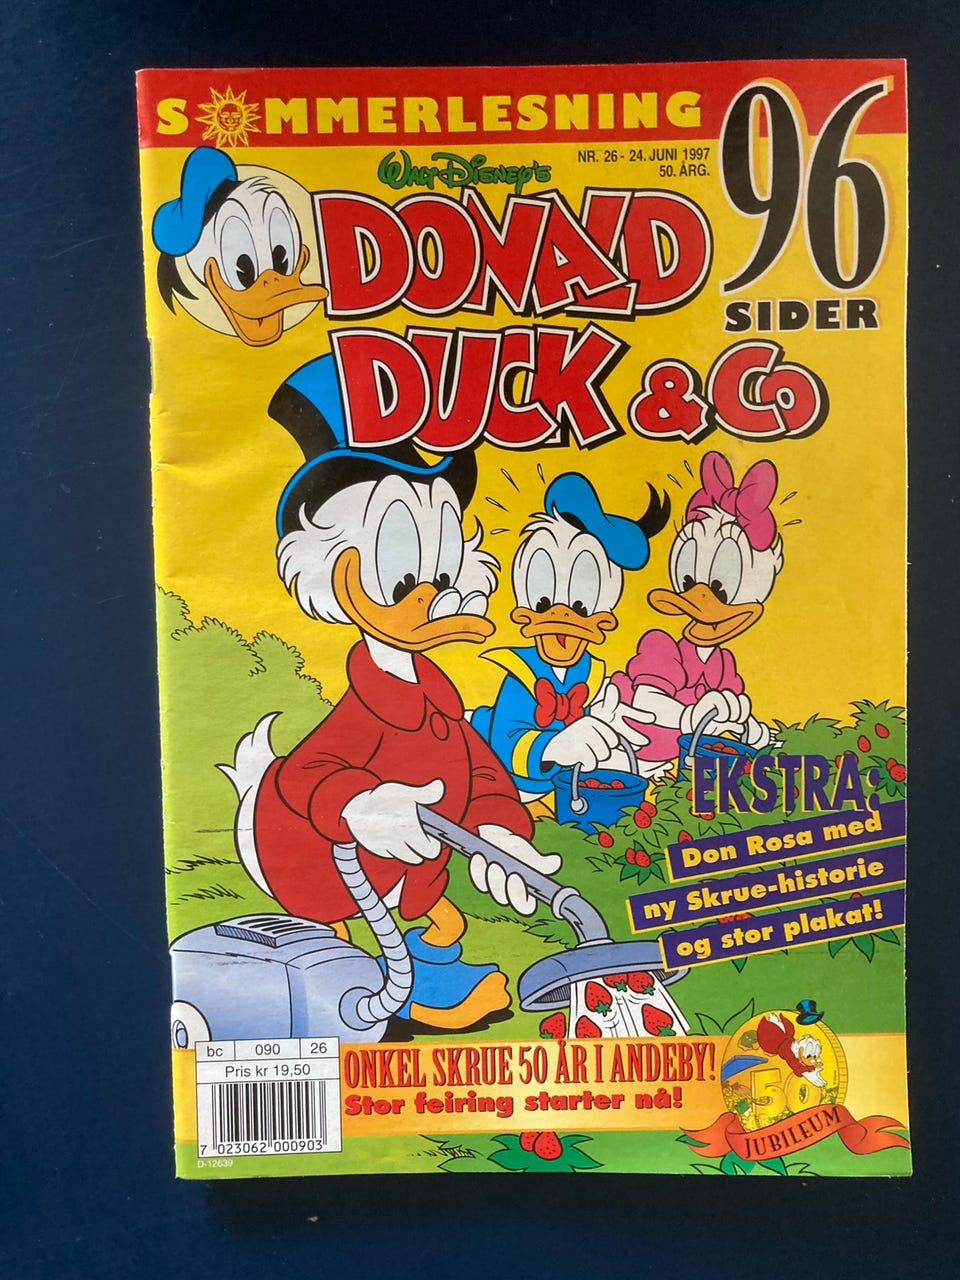 SOMMERLESNING
96
SIDER
NR. 26 - 24. JUNI 1997
50. ÅRG.
Walt Disney's
DONALD
DUCK & Co
EKSTRA:
Don Rosa med
ny Skrue-historie
og stor plakat!
bc 090 26
Pris kr 19,50
7 023062 000903
D-12639
ONKEL SKRUE 50 ÅR I ANDEBY!
Stor feiring starter nå!
50
JUBILEUM